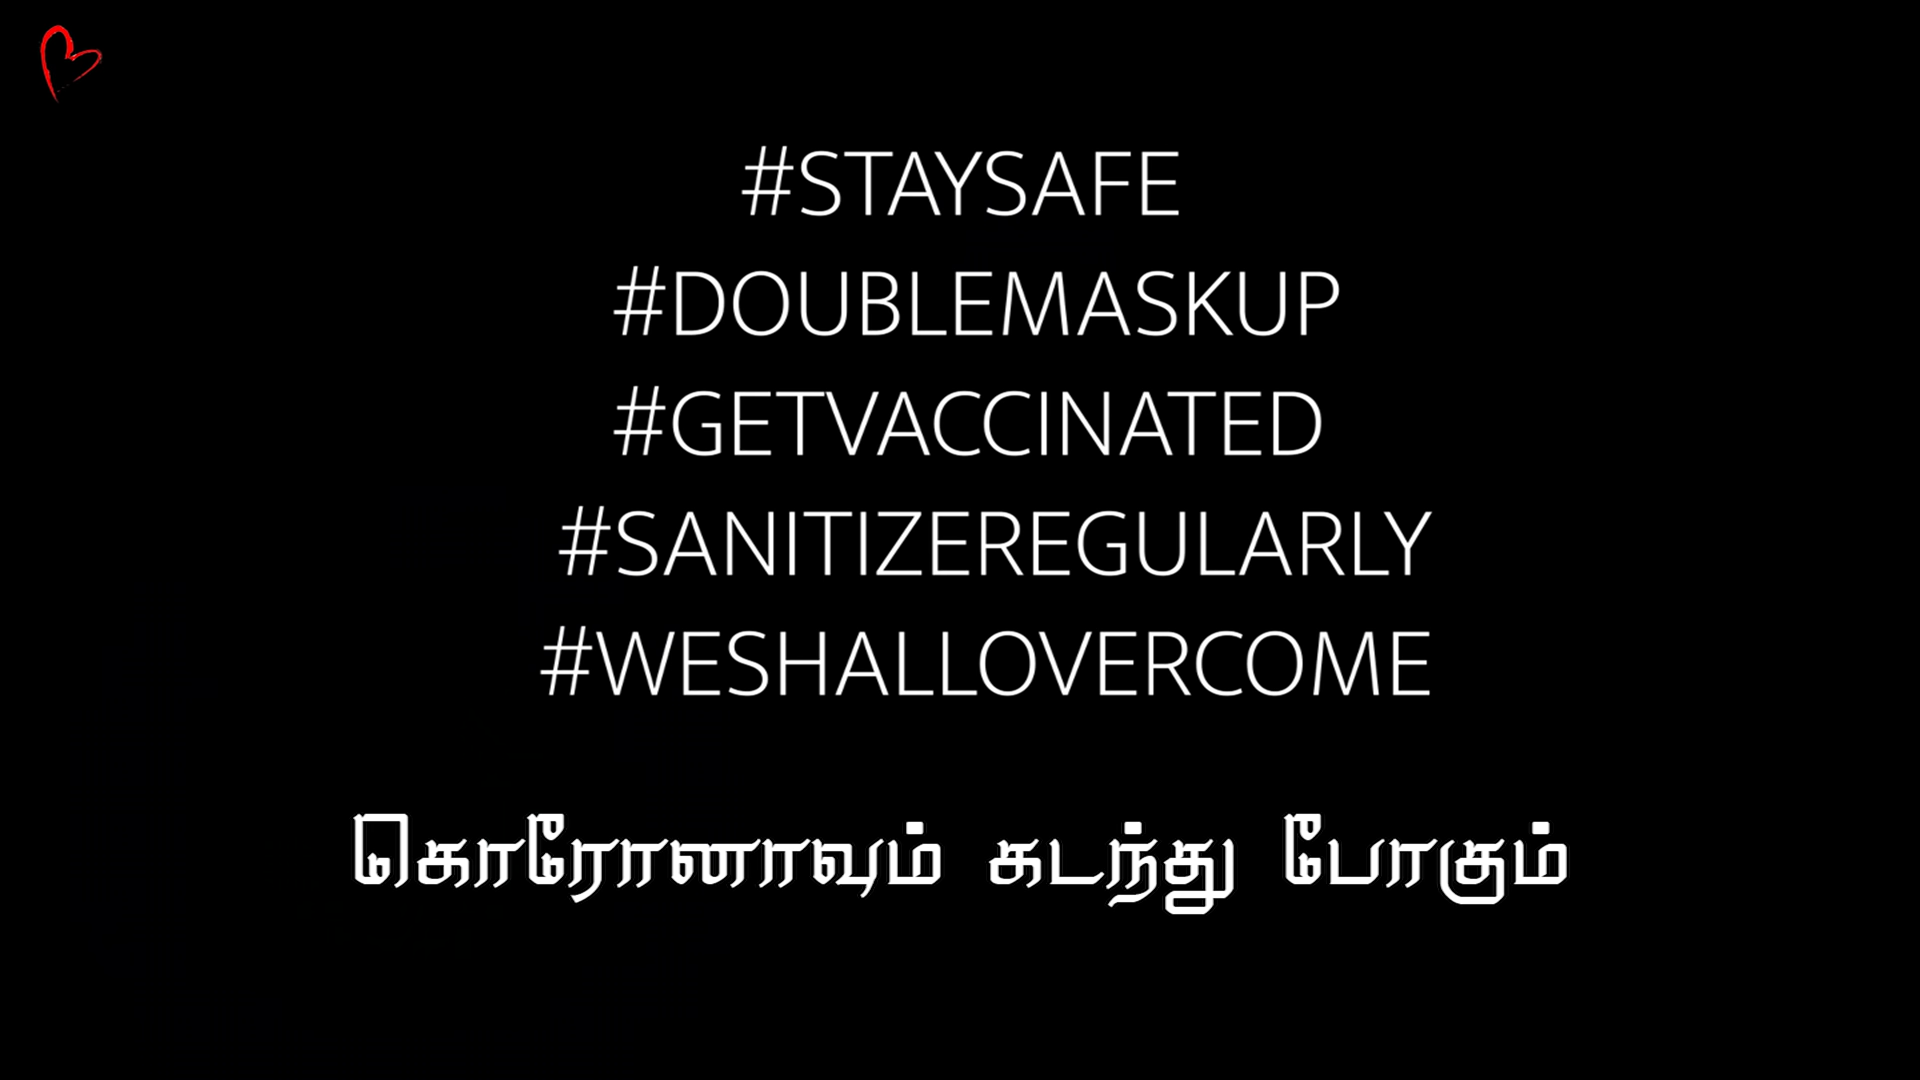 #STAYSAFE
#DOUBLEMASKUP
#GETVACCINATED
#SANITIZEREGULARLY
#WESHALLOVERCOME
கொரோனாவும் கடந்து போகும்